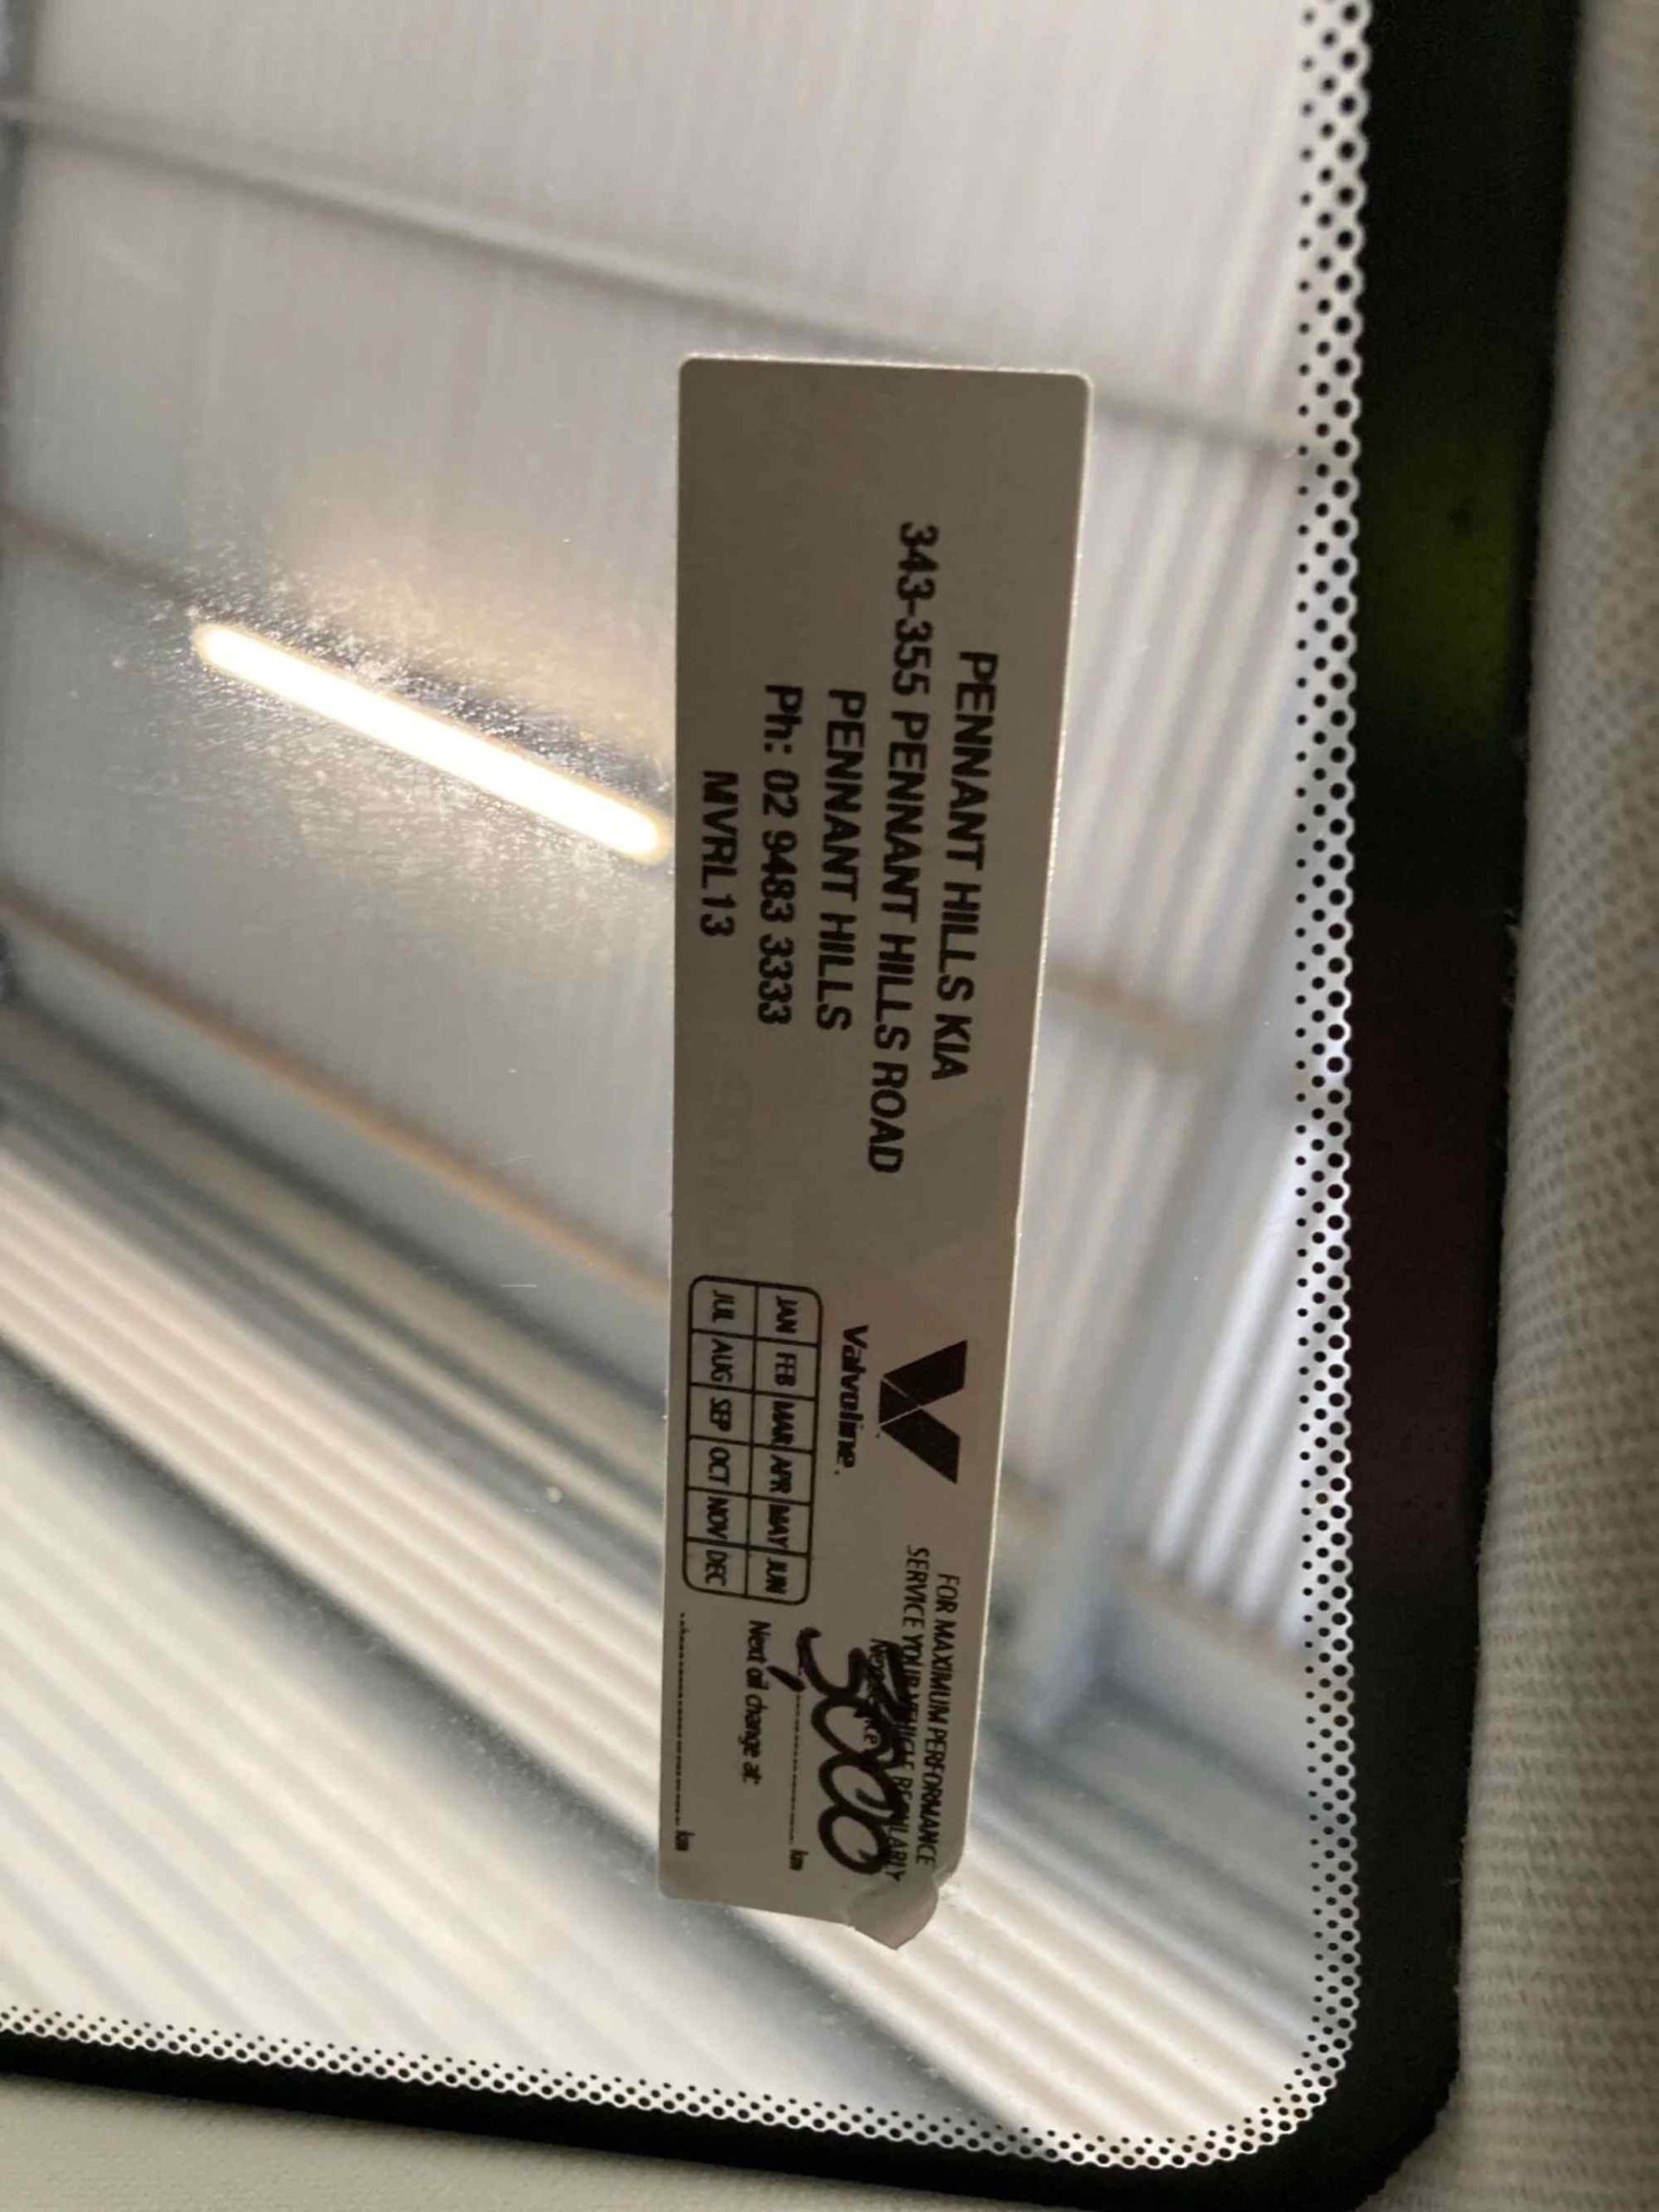 PENNANT HILLS KIA
343-355 PENNANT HILLS ROAD
PENNANT HILLS
Ph: 02 9483 3333
MVRL13
Valvoline.
JAN FEB MAR APR MAY JUN
JUL AUG SEP OCT NOV DEC
FOR MAXIMUM PERFORMANCE
SERVICE YOUR VEHICLE REGULARLY
km
Next oil change at:
km